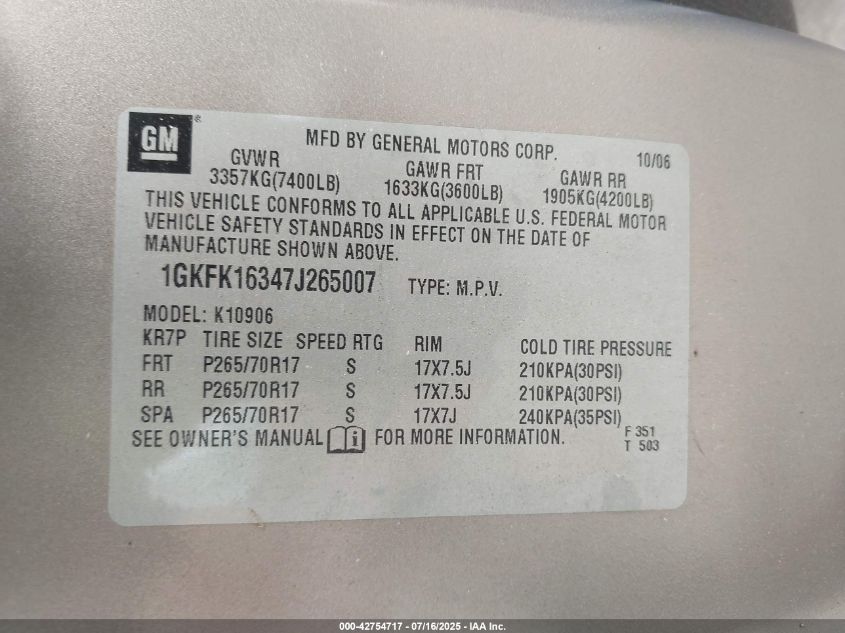 GM®
MFD BY GENERAL MOTORS CORP. 10/06
GVWR GAWR FRT GAWR RR
3357KG(7400LB) 1633KG(3600LB) 1905KG(4200LB)
THIS VEHICLE CONFORMS TO ALL APPLICABLE U.S. FEDERAL MOTOR
VEHICLE SAFETY STANDARDS IN EFFECT ON THE DATE OF
MANUFACTURE SHOWN ABOVE.
1GKFK16347J265007 TYPE: M.P.V.
MODEL: K10906
KR7P TIRE SIZE SPEED RTG RIM COLD TIRE PRESSURE
FRT P265/70R17 S 17X7.5J 210KPA(30PSI)
RR P265/70R17 S 17X7.5J 210KPA(30PSI)
SPA P265/70R17 S 17X7J 240KPA(35PSI)
SEE OWNER'S MANUAL i FOR MORE INFORMATION. F 351
T 503
000-42754717 - 07/16/2025 - IAA Inc.